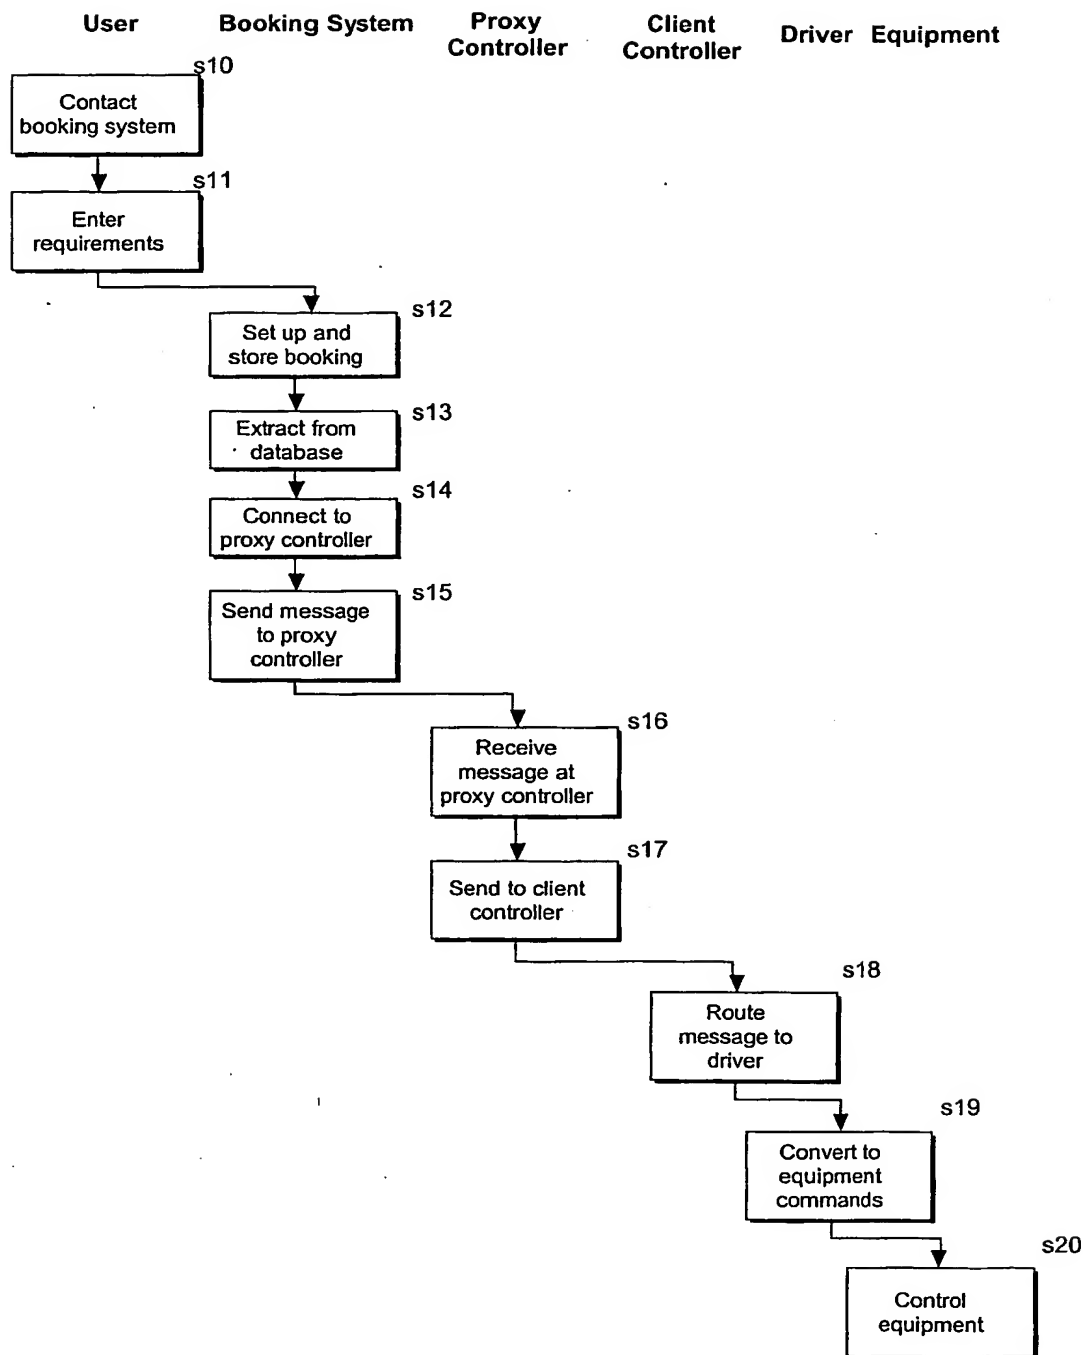 User
Booking System
Proxy
Controller
Client
Controller
Driver
Equipment
s10
Contact
booking system
s11
Enter
requirements
s12
Set up and
store booking
s13
Extract from
database
s14
Connect to
proxy controller
s15
Send message
to proxy
controller
s16
Receive
message at
proxy controller
s17
Send to client
controller
s18
Route
message to
driver
s19
Convert to
equipment
commands
s20
Control
equipment